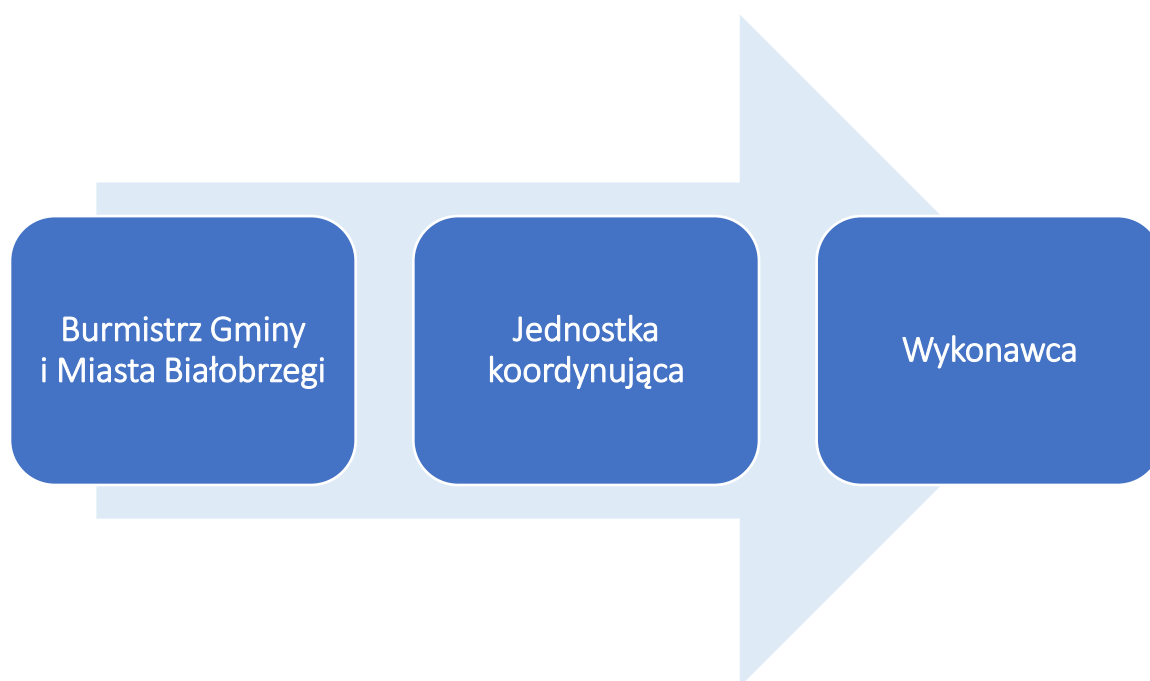 Burmistrz Gminy
i Miasta Białobrzegi
Jednostka
koordynująca
Wykonawca